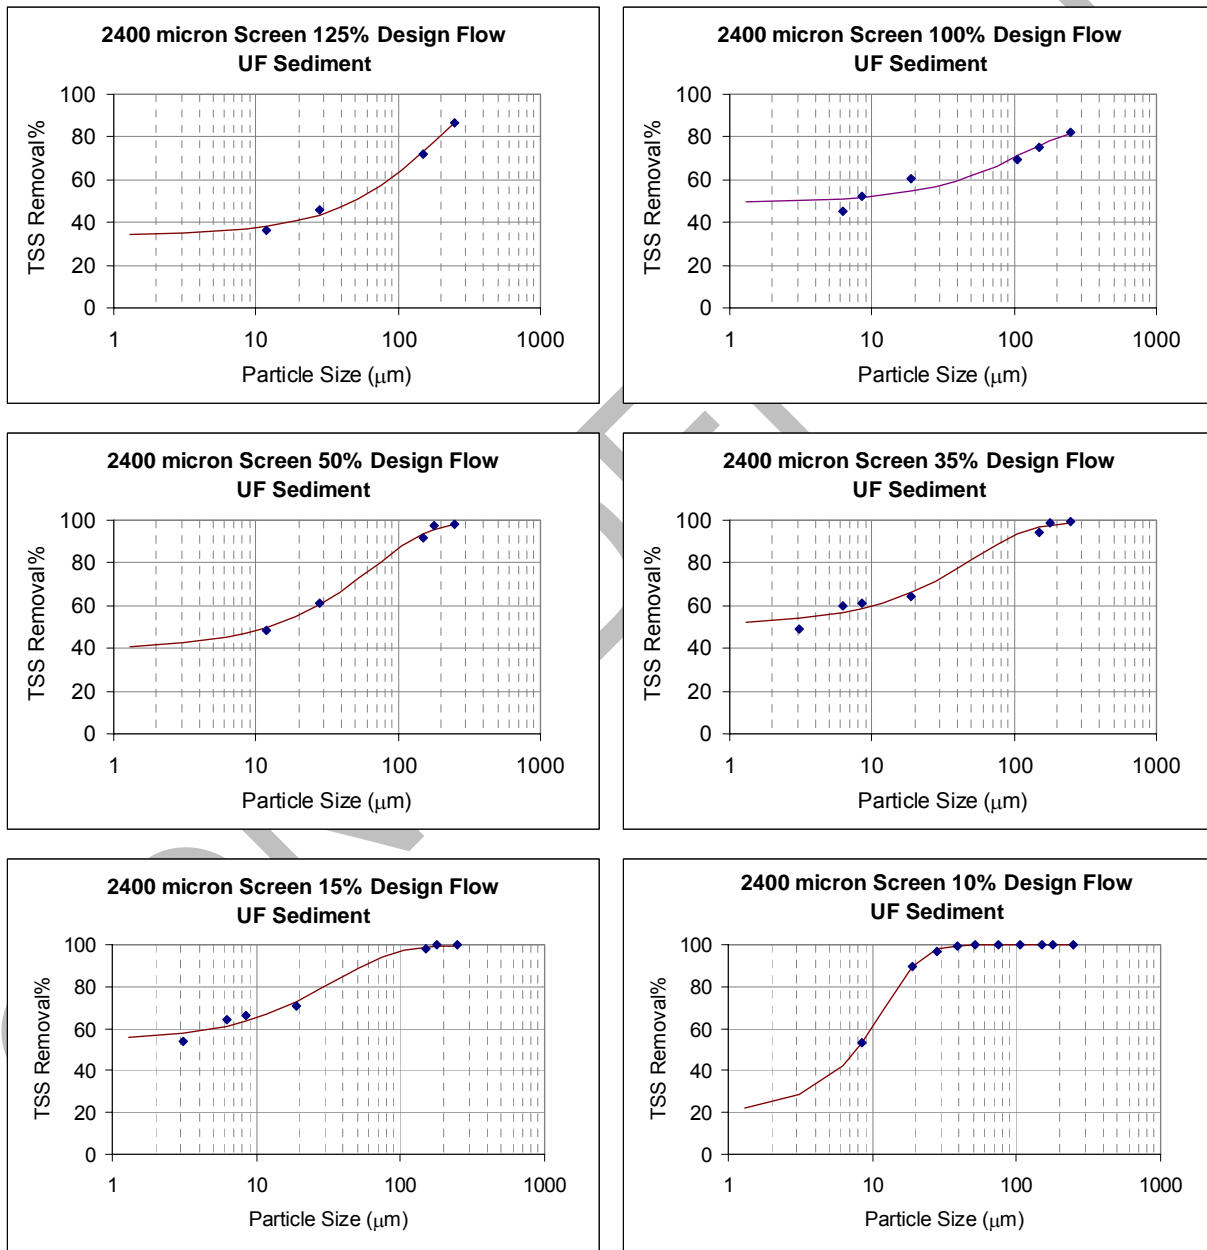 2400 micron Screen 125% Design Flow
UF Sediment
100
80
60
40
20
0
TSS Removal%
1 10 100 1000
Particle Size (µm)
2400 micron Screen 100% Design Flow
UF Sediment
100
80
60
40
20
0
TSS Removal%
1 10 100 1000
Particle Size (µm)
2400 micron Screen 50% Design Flow
UF Sediment
100
80
60
40
20
0
TSS Removal%
1 10 100 1000
Particle Size (µm)
2400 micron Screen 35% Design Flow
UF Sediment
100
80
60
40
20
0
TSS Removal%
1 10 100 1000
Particle Size (µm)
2400 micron Screen 15% Design Flow
UF Sediment
100
80
60
40
20
0
TSS Removal%
1 10 100 1000
Particle Size (µm)
2400 micron Screen 10% Design Flow
UF Sediment
100
80
60
40
20
0
TSS Removal%
1 10 100 1000
Particle Size (µm)